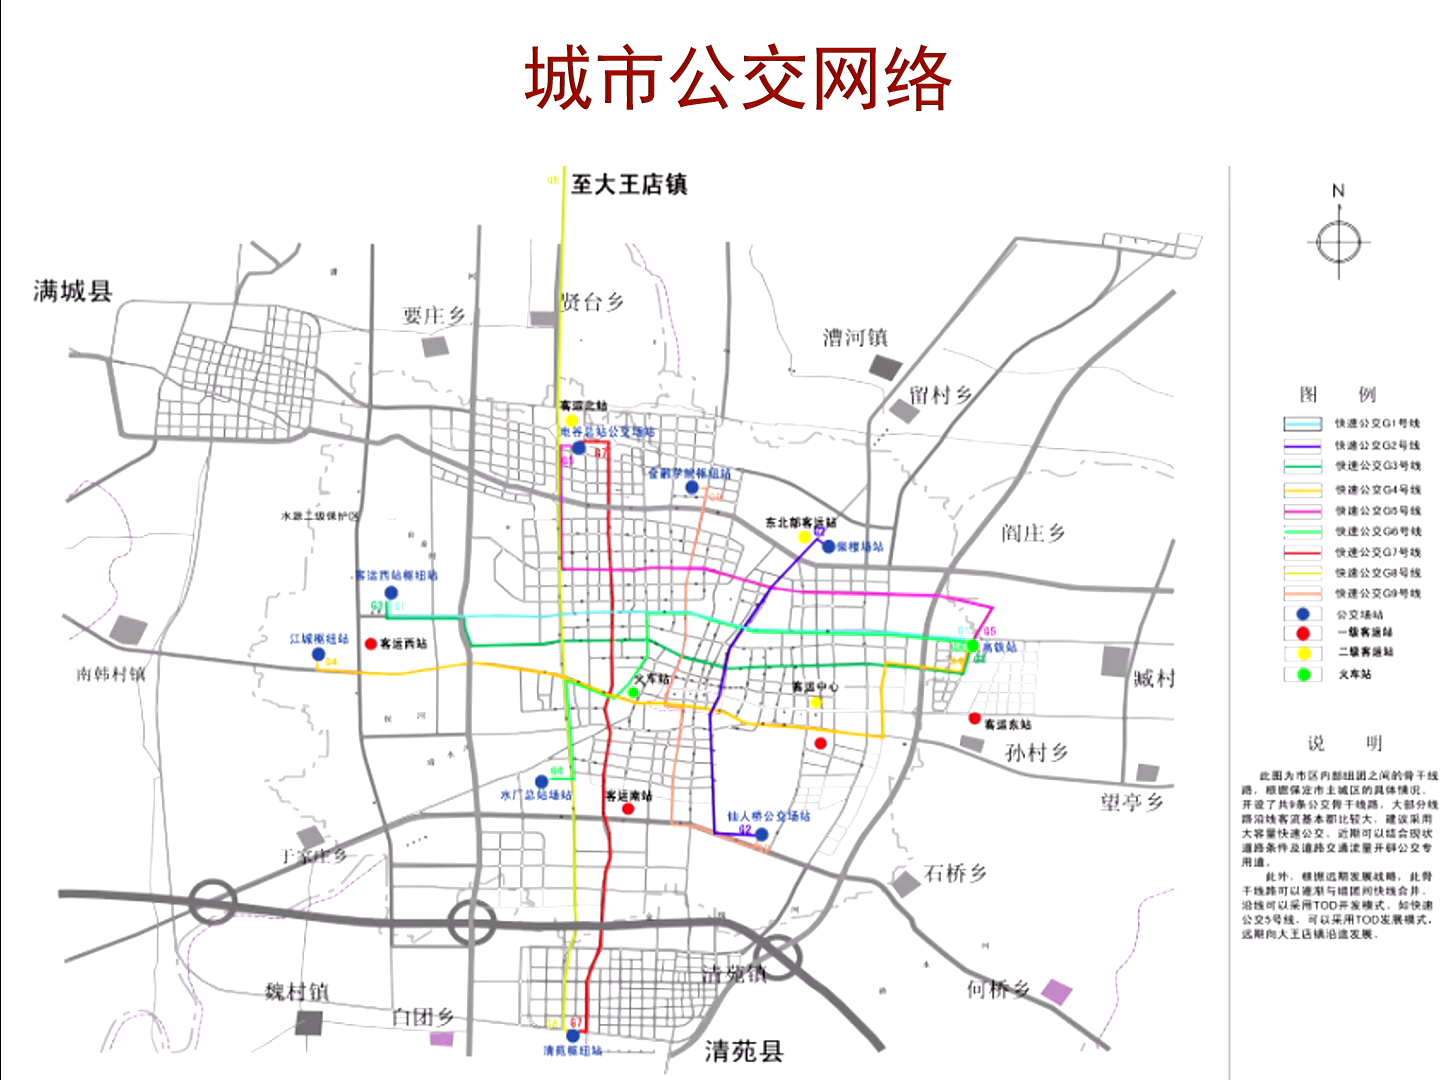 城市公交网络
G8
至大王店镇
N
满城县
贤台乡
要庄乡
漕河镇
留村乡
图 例
客运北站
电谷总站公交场站
G5
G7
快速公交G1号线
快速公交G2号线
快速公交G3号线
快速公交G4号线
快速公交G5号线
快速公交G6号线
快速公交G7号线
快速公交G8号线
快速公交G9号线
公交场站
一级客运站
二级客运站
火车站
金融学院枢纽站
G9
水源二级保护区
东北部客运站
G2
柴楼场站
阎庄乡
客运西站枢纽站
G3
G1
江城枢纽站
G4
客运西站
G5
高铁站
南韩村镇
火车站
客运中心
臧村
客运东站
孙村乡
说 明
G6
水厂总站场站
客运南站
仙人桥公交场站
G2
望亭乡
于家庄乡
石桥乡
清苑镇
魏村镇
白团乡
何桥乡
G8
G7
清苑枢纽站
清苑县
此图为市区内部组团之间的骨干线
路，根据保定市主城区的具体情况，
开设了共9条公交骨干线路，大部分线
路沿线客流基本都比较大，建议采用
大容量快速公交，近期可以结合现状
道路条件及道路交通流量开辟公交专
用道。
此外，根据远期发展战略，此骨
干线路可以逐渐与组团间快线合并，
沿线可以采用TOD开发模式，如快速
公交5号线，可以采用TOD发展模式，
远期向大王店镇沿途发展。